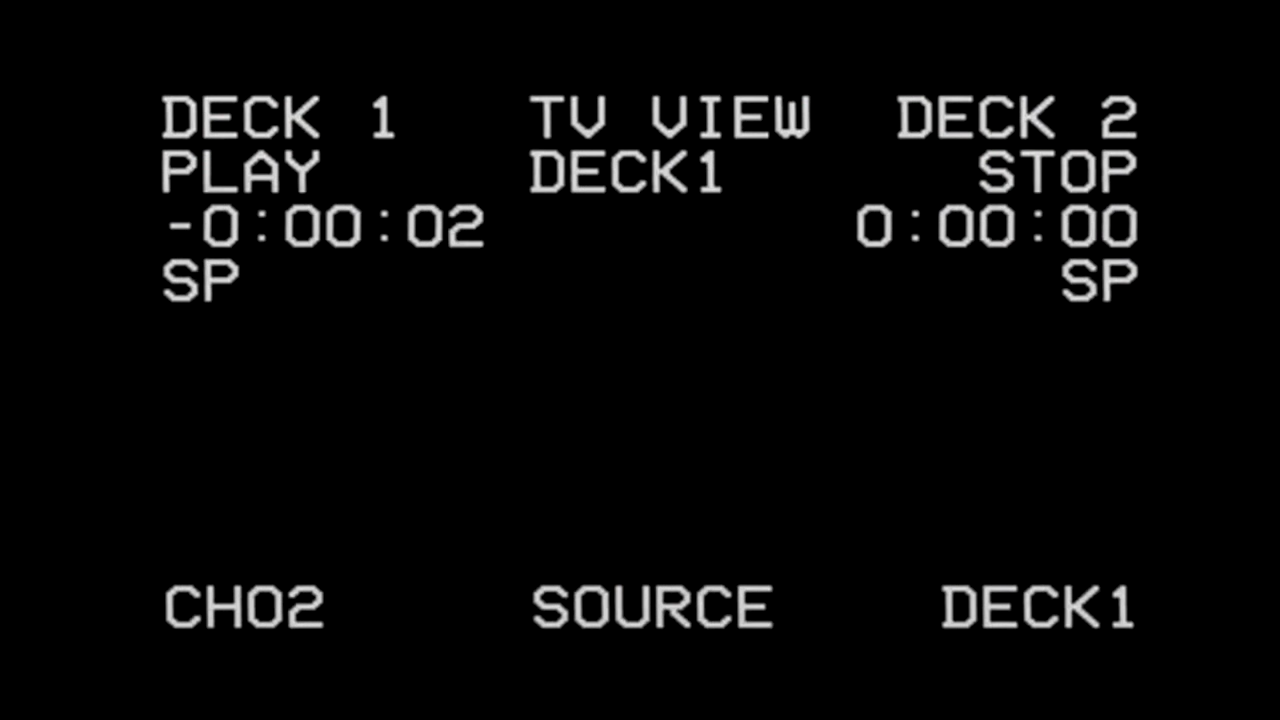 DECK 1 TV VIEW DECK 2
PLAY DECK1 STOP
-0:00:02 0:00:00
SP SP
CH02 SOURCE DECK1